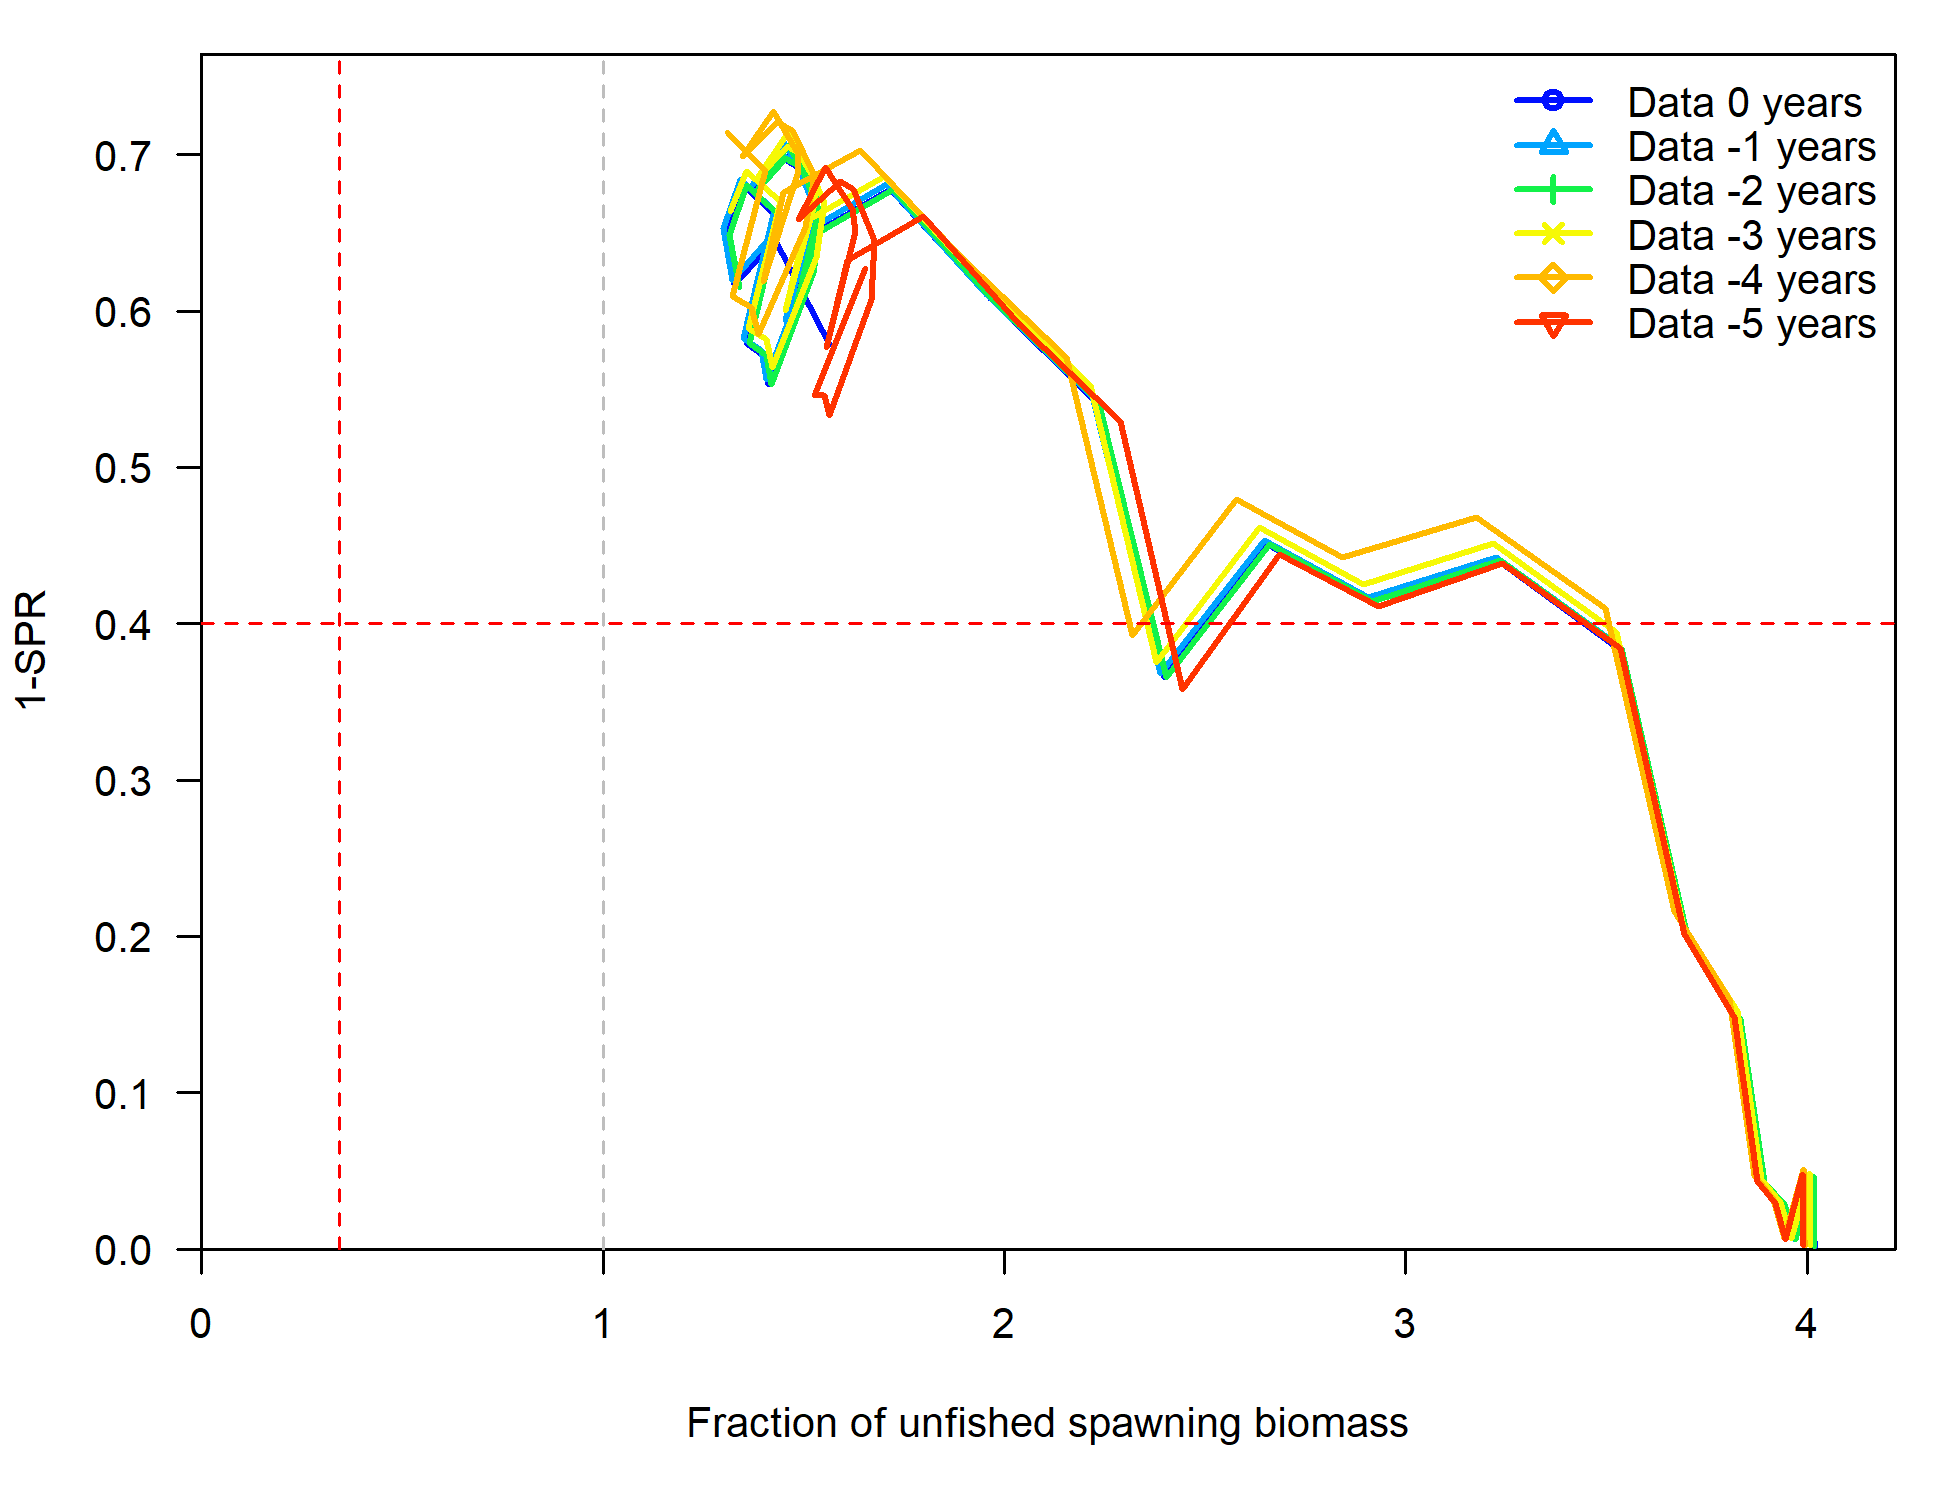 Data 0 years
Data -1 years
Data -2 years
Data -3 years
Data -4 years
Data -5 years
0.7
0.6
0.5
0.4
0.3
0.2
0.1
0.0
1-SPR
0 1 2 3 4
Fraction of unfished spawning biomass